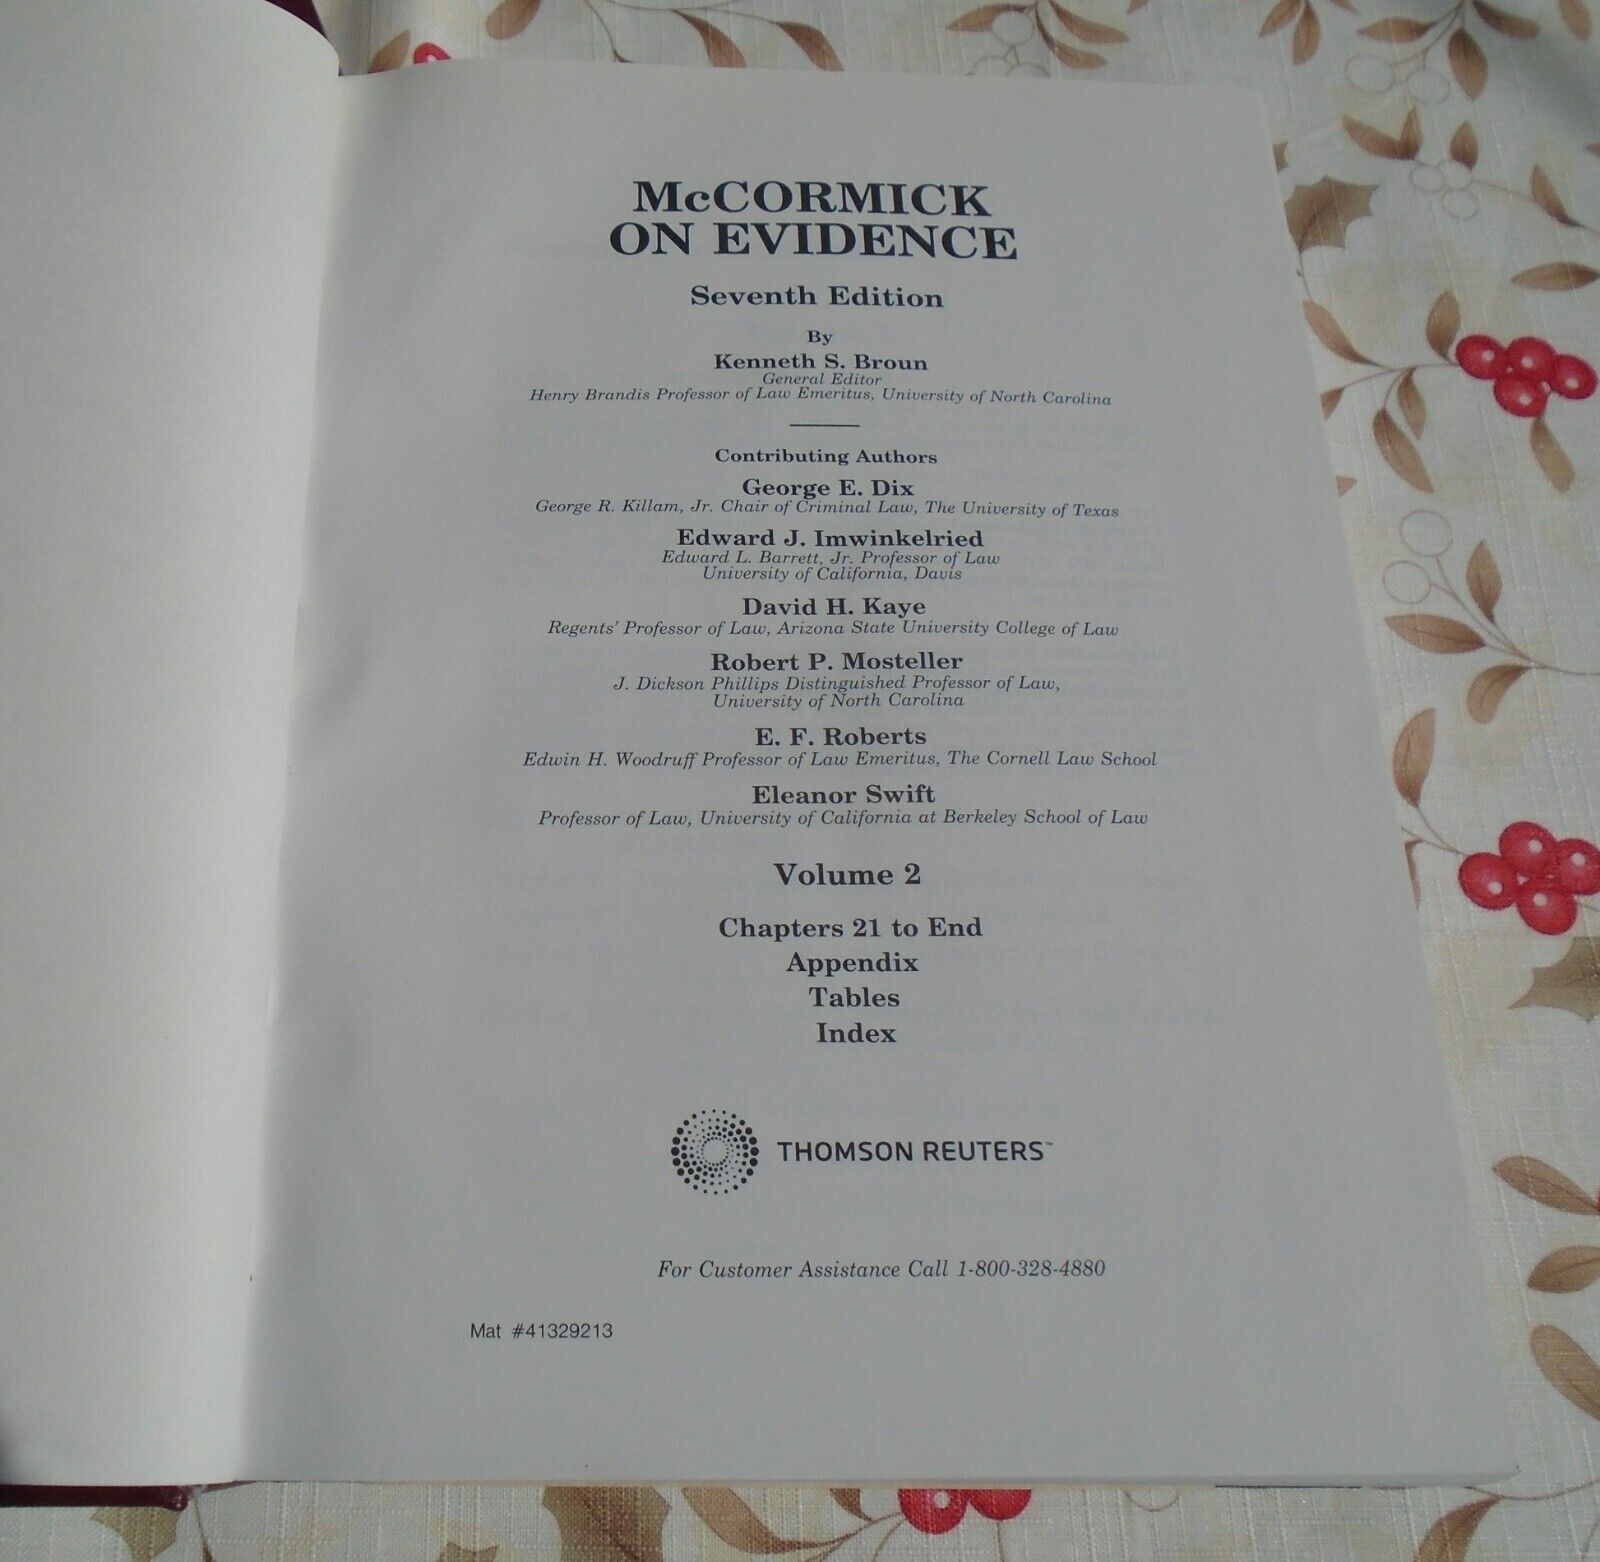 McCORMICK
ON EVIDENCE
Seventh Edition
By
Kenneth S. Broun
General Editor
Henry Brandis Professor of Law Emeritus, University of North Carolina
Contributing Authors
George E. Dix
George R. Killam, Jr. Chair of Criminal Law, The University of Texas
Edward J. Imwinkelried
Edward L. Barrett, Jr. Professor of Law
University of California, Davis
David H. Kaye
Regents' Professor of Law, Arizona State University College of Law
Robert P. Mosteller
J. Dickson Phillips Distinguished Professor of Law,
University of North Carolina
E. F. Roberts
Edwin H. Woodruff Professor of Law Emeritus, The Cornell Law School
Eleanor Swift
Professor of Law, University of California at Berkeley School of Law
Volume 2
Chapters 21 to End
Appendix
Tables
Index
THOMSON REUTERS™
For Customer Assistance Call 1-800-328-4880
Mat #41329213